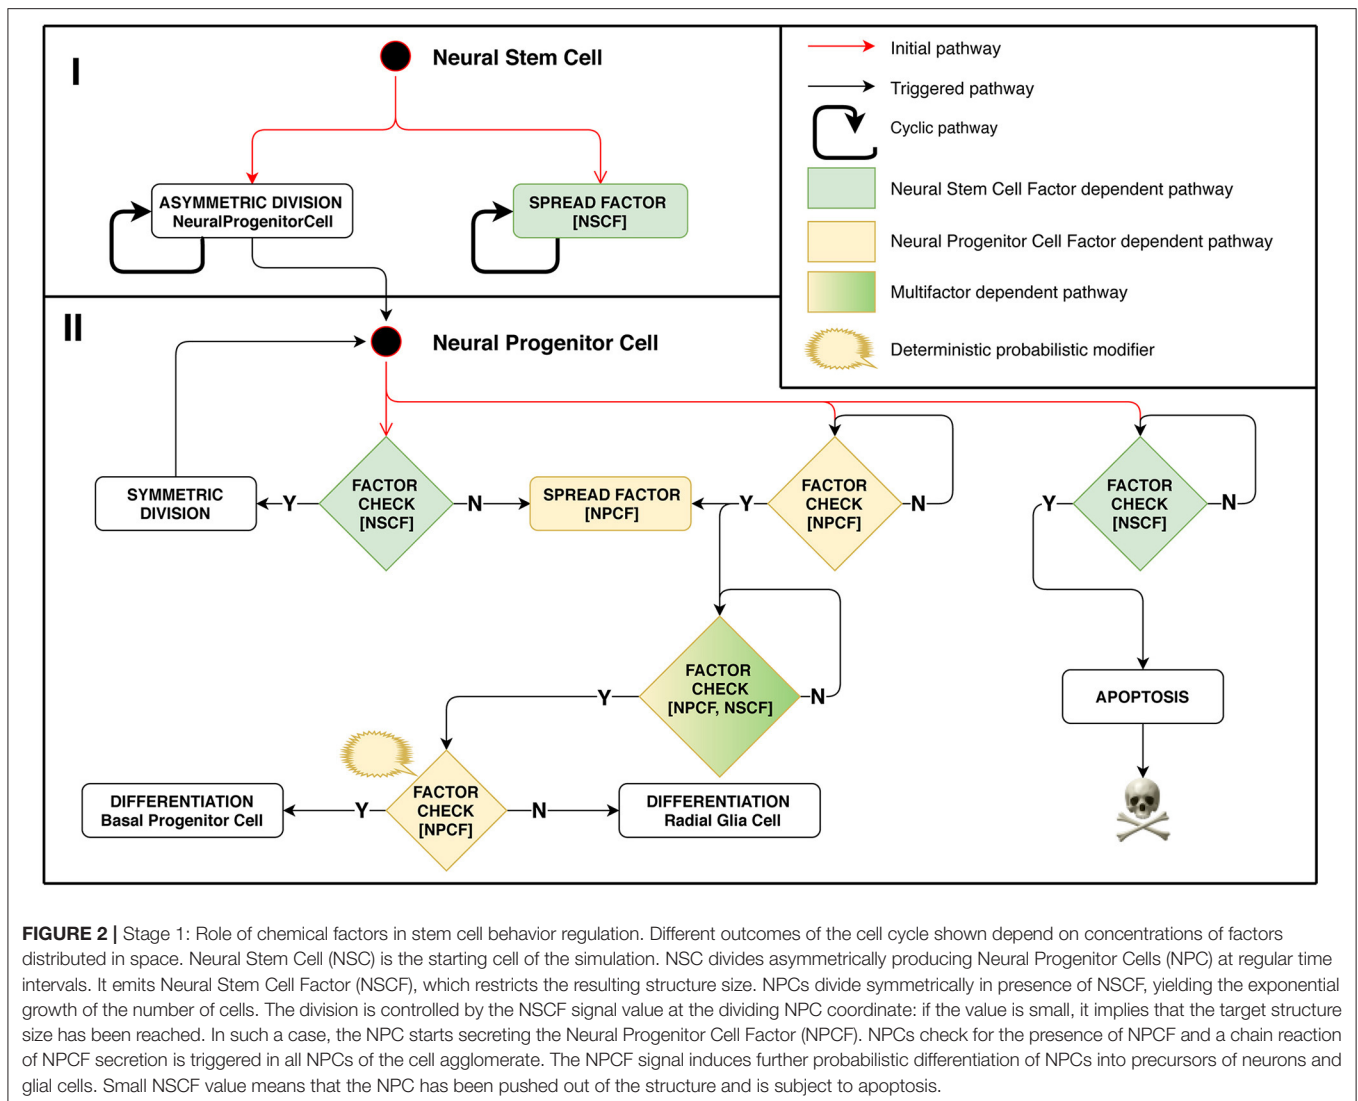 I
Neural Stem Cell
ASYMMETRIC DIVISION
NeuralProgenitorCell
SPREAD FACTOR
[NSCF]
Initial pathway
Triggered pathway
Cyclic pathway
Neural Stem Cell Factor dependent pathway
Neural Progenitor Cell Factor dependent pathway
Multifactor dependent pathway
Deterministic probabilistic modifier
II
Neural Progenitor Cell
SYMMETRIC
DIVISION
Y
FACTOR
CHECK
[NSCF]
N
SPREAD FACTOR
[NPCF]
Y
FACTOR
CHECK
[NPCF]
N
Y
FACTOR
CHECK
[NSCF]
N
Y
FACTOR
CHECK
[NPCF, NSCF]
N
APOPTOSIS
DIFFERENTIATION
Basal Progenitor Cell
Y
FACTOR
CHECK
[NPCF]
N
DIFFERENTIATION
Radial Glia Cell
FIGURE 2 | Stage 1: Role of chemical factors in stem cell behavior regulation. Different outcomes of the cell cycle shown depend on concentrations of factors
distributed in space. Neural Stem Cell (NSC) is the starting cell of the simulation. NSC divides asymmetrically producing Neural Progenitor Cells (NPC) at regular time
intervals. It emits Neural Stem Cell Factor (NSCF), which restricts the resulting structure size. NPCs divide symmetrically in presence of NSCF, yielding the exponential
growth of the number of cells. The division is controlled by the NSCF signal value at the dividing NPC coordinate: if the value is small, it implies that the target structure
size has been reached. In such a case, the NPC starts secreting the Neural Progenitor Cell Factor (NPCF). NPCs check for the presence of NPCF and a chain reaction
of NPCF secretion is triggered in all NPCs of the cell agglomerate. The NPCF signal induces further probabilistic differentiation of NPCs into precursors of neurons and
glial cells. Small NSCF value means that the NPC has been pushed out of the structure and is subject to apoptosis.